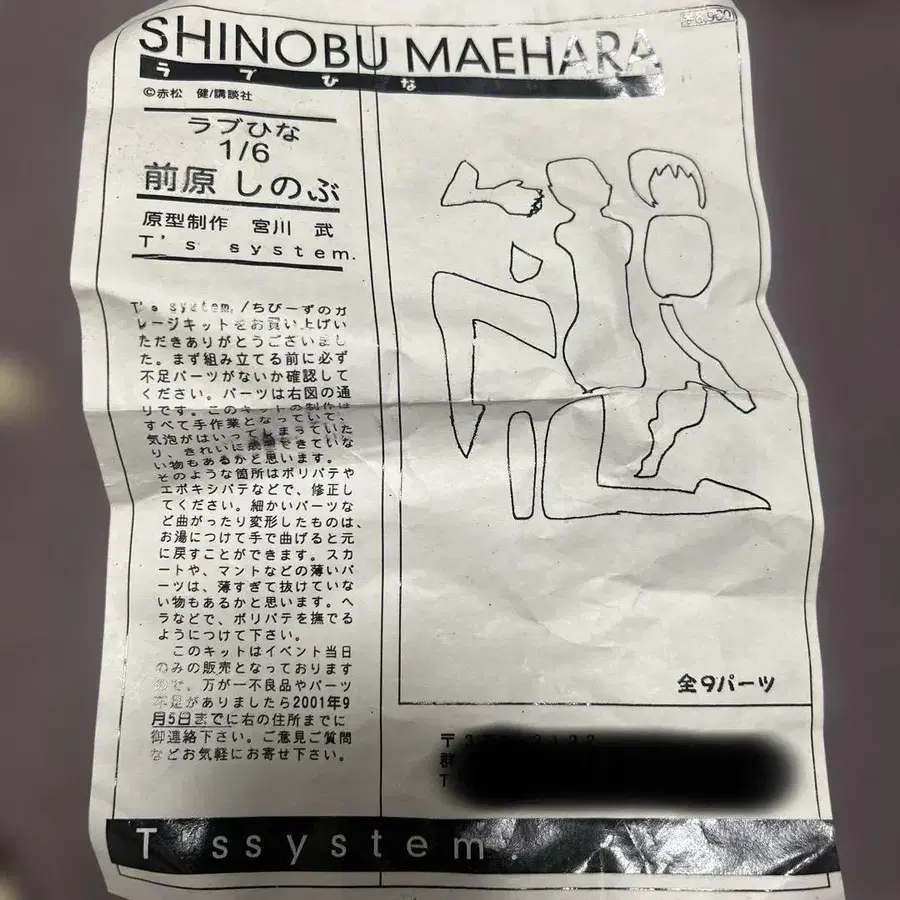 SHINOBU MAEHARA
ラブひな
©赤松 健/講談社
ラブひな
1/6
前原 しのぶ
原型制作 宮川 武
T's system.
T's system./ちびーずのガ
レージキットをお買い上げい
ただきありがとうございまし
た。まず組み立てる前に必ず
不足パーツがないか確認して
ください。パーツは右図の通
りです。このキットの制作は
すべて手作業となっていて、
気泡がはいってしまっていた
り、きれいに できていな
い物もあるかと思います。
そのような箇所はポリパテや
エポキシパテなどで、修正し
てください。細かいパーツな
ど曲がったり変形したものは、
お湯につけて手で曲げると元
に戻すことができます。スカ
ートや、マントなどの薄いパ
ーツは、薄すぎて抜けていな
い物もあるかと思います。ヘ
ラなどで、ポリパテを撫でる
ようにつけて下さい。
このキットはイベント当日
のみの販売となっております
ので、万が一不良品やパーツ
不足がありましたら2001年9
月5日までに右の住所までに
御連絡下さい。ご意見ご質問
などお気軽にお寄せ下さい。
全9パーツ
〒
群
T
T'ssystem.